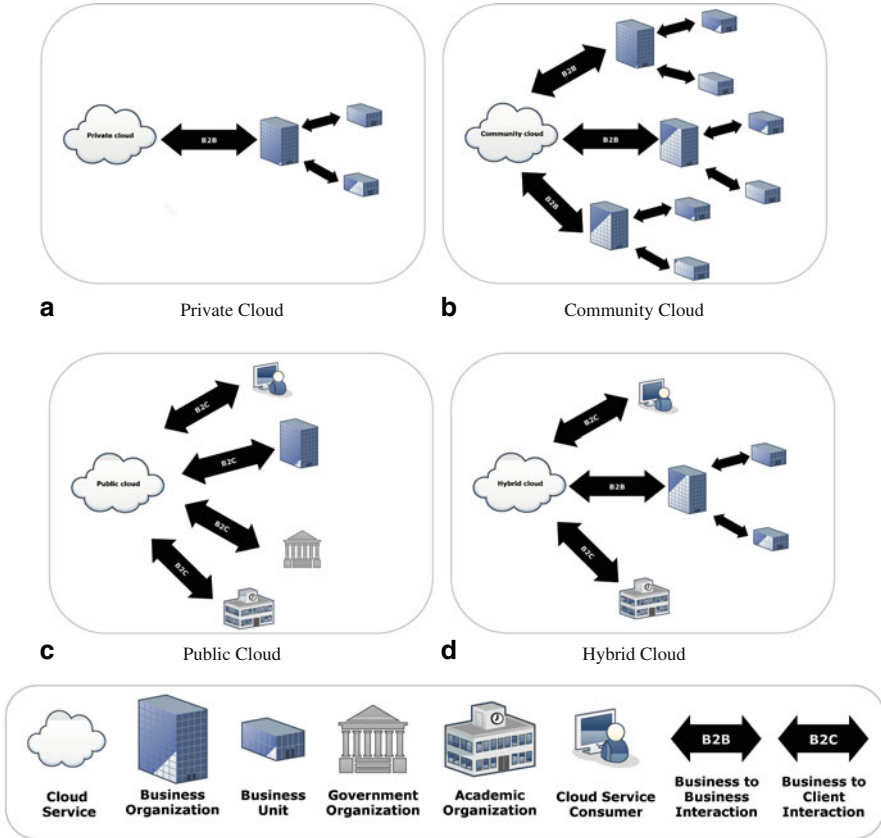 Private cloud
B2B
a
Private Cloud
Community cloud
B2B
B2B
B2B
b
Community Cloud
Public cloud
B2C
B2C
B2C
B2C
c
Public Cloud
Hybrid cloud
B2C
B2B
B2C
d
Hybrid Cloud
Cloud
Service
Business
Organization
Business
Unit
Government
Organization
Academic
Organization
Cloud Service
Consumer
B2B
Business to
Business
Interaction
B2C
Business to
Client
Interaction